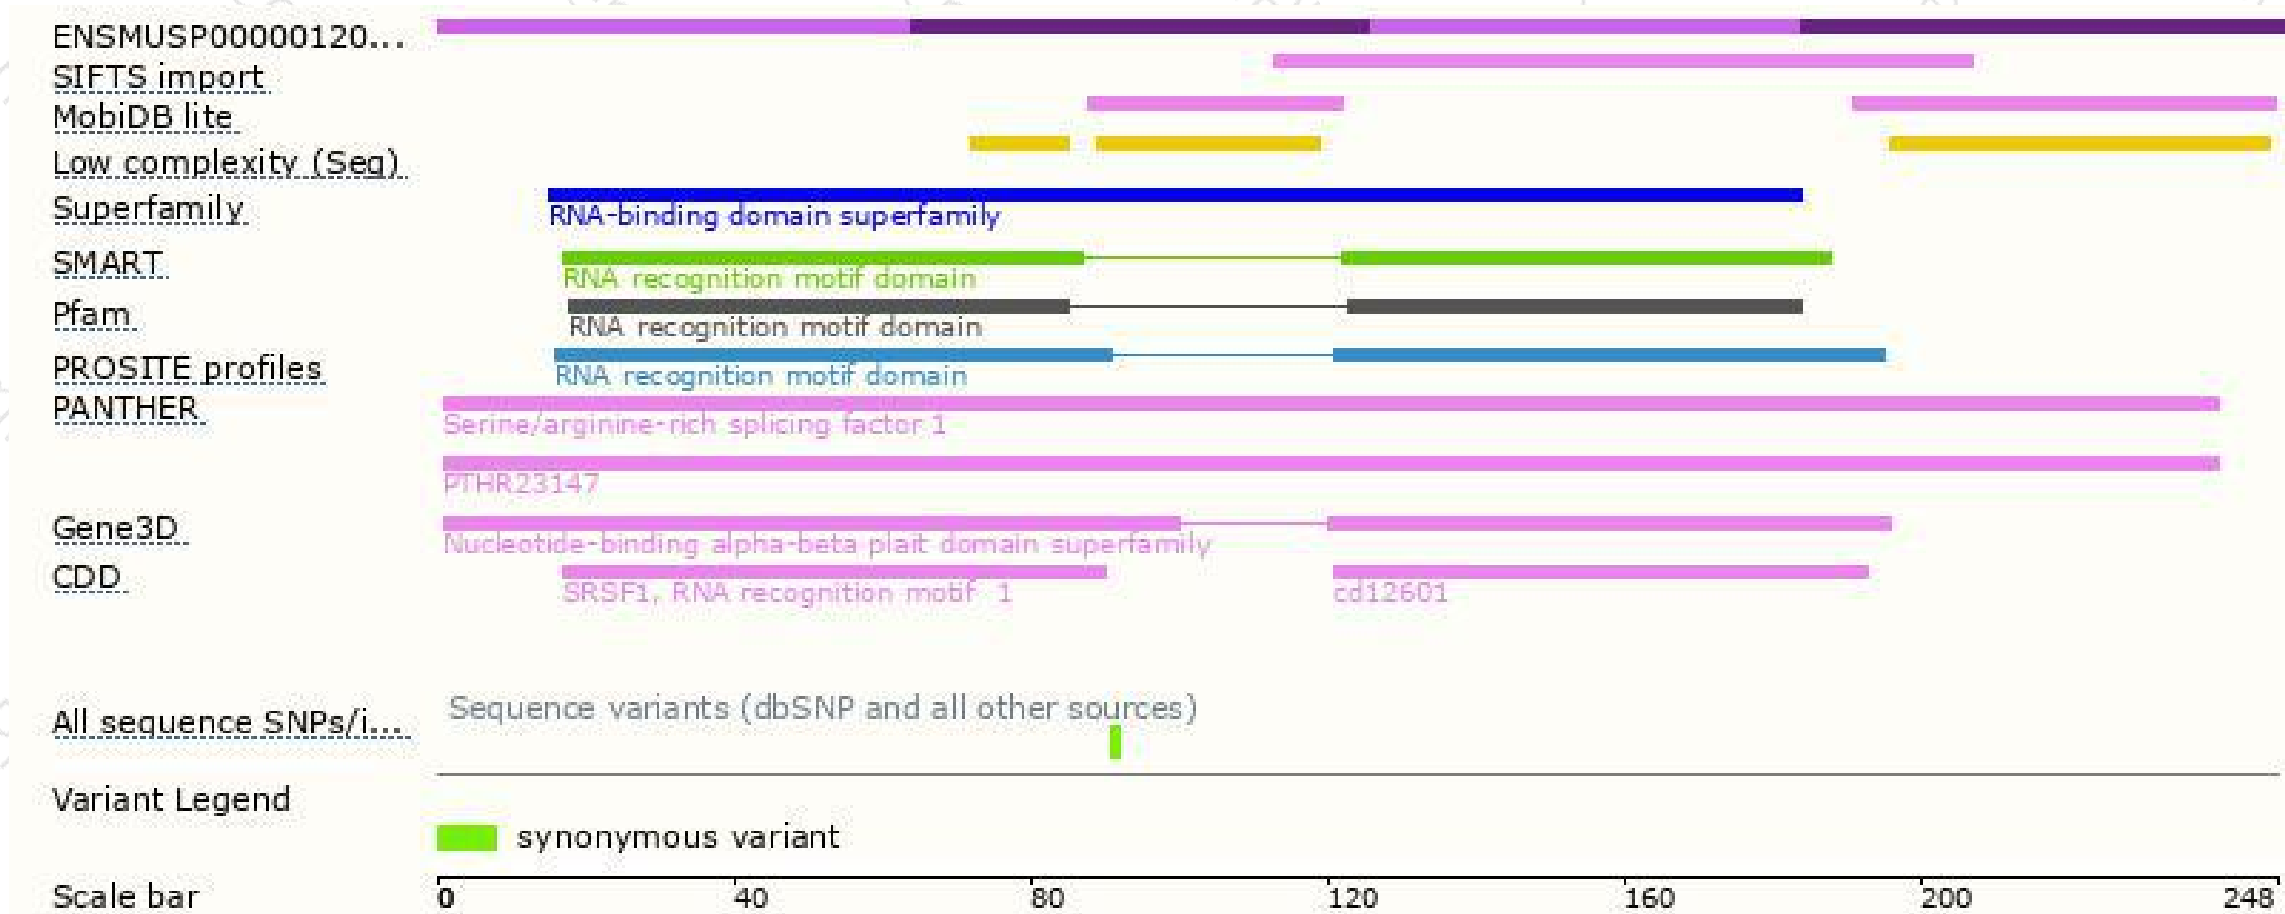 ENSMUSP00000120...
SIFTS import
MobiDB lite
Low complexity (Seg)
Superfamily
RNA-binding domain superfamily
SMART
RNA recognition motif domain
Pfam
RNA recognition motif domain
PROSITE profiles
RNA recognition motif domain
PANTHER
Serine/arginine-rich splicing factor 1
PTHR23147
Gene3D
Nucleotide-binding alpha-beta plait domain superfamily
CDD
SRSF1, RNA recognition motif 1 cd12601
Sequence variants (dbSNP and all other sources)
All sequence SNPs/i...
Variant Legend
synonymous variant
Scale bar 0 40 80 120 160 200 248